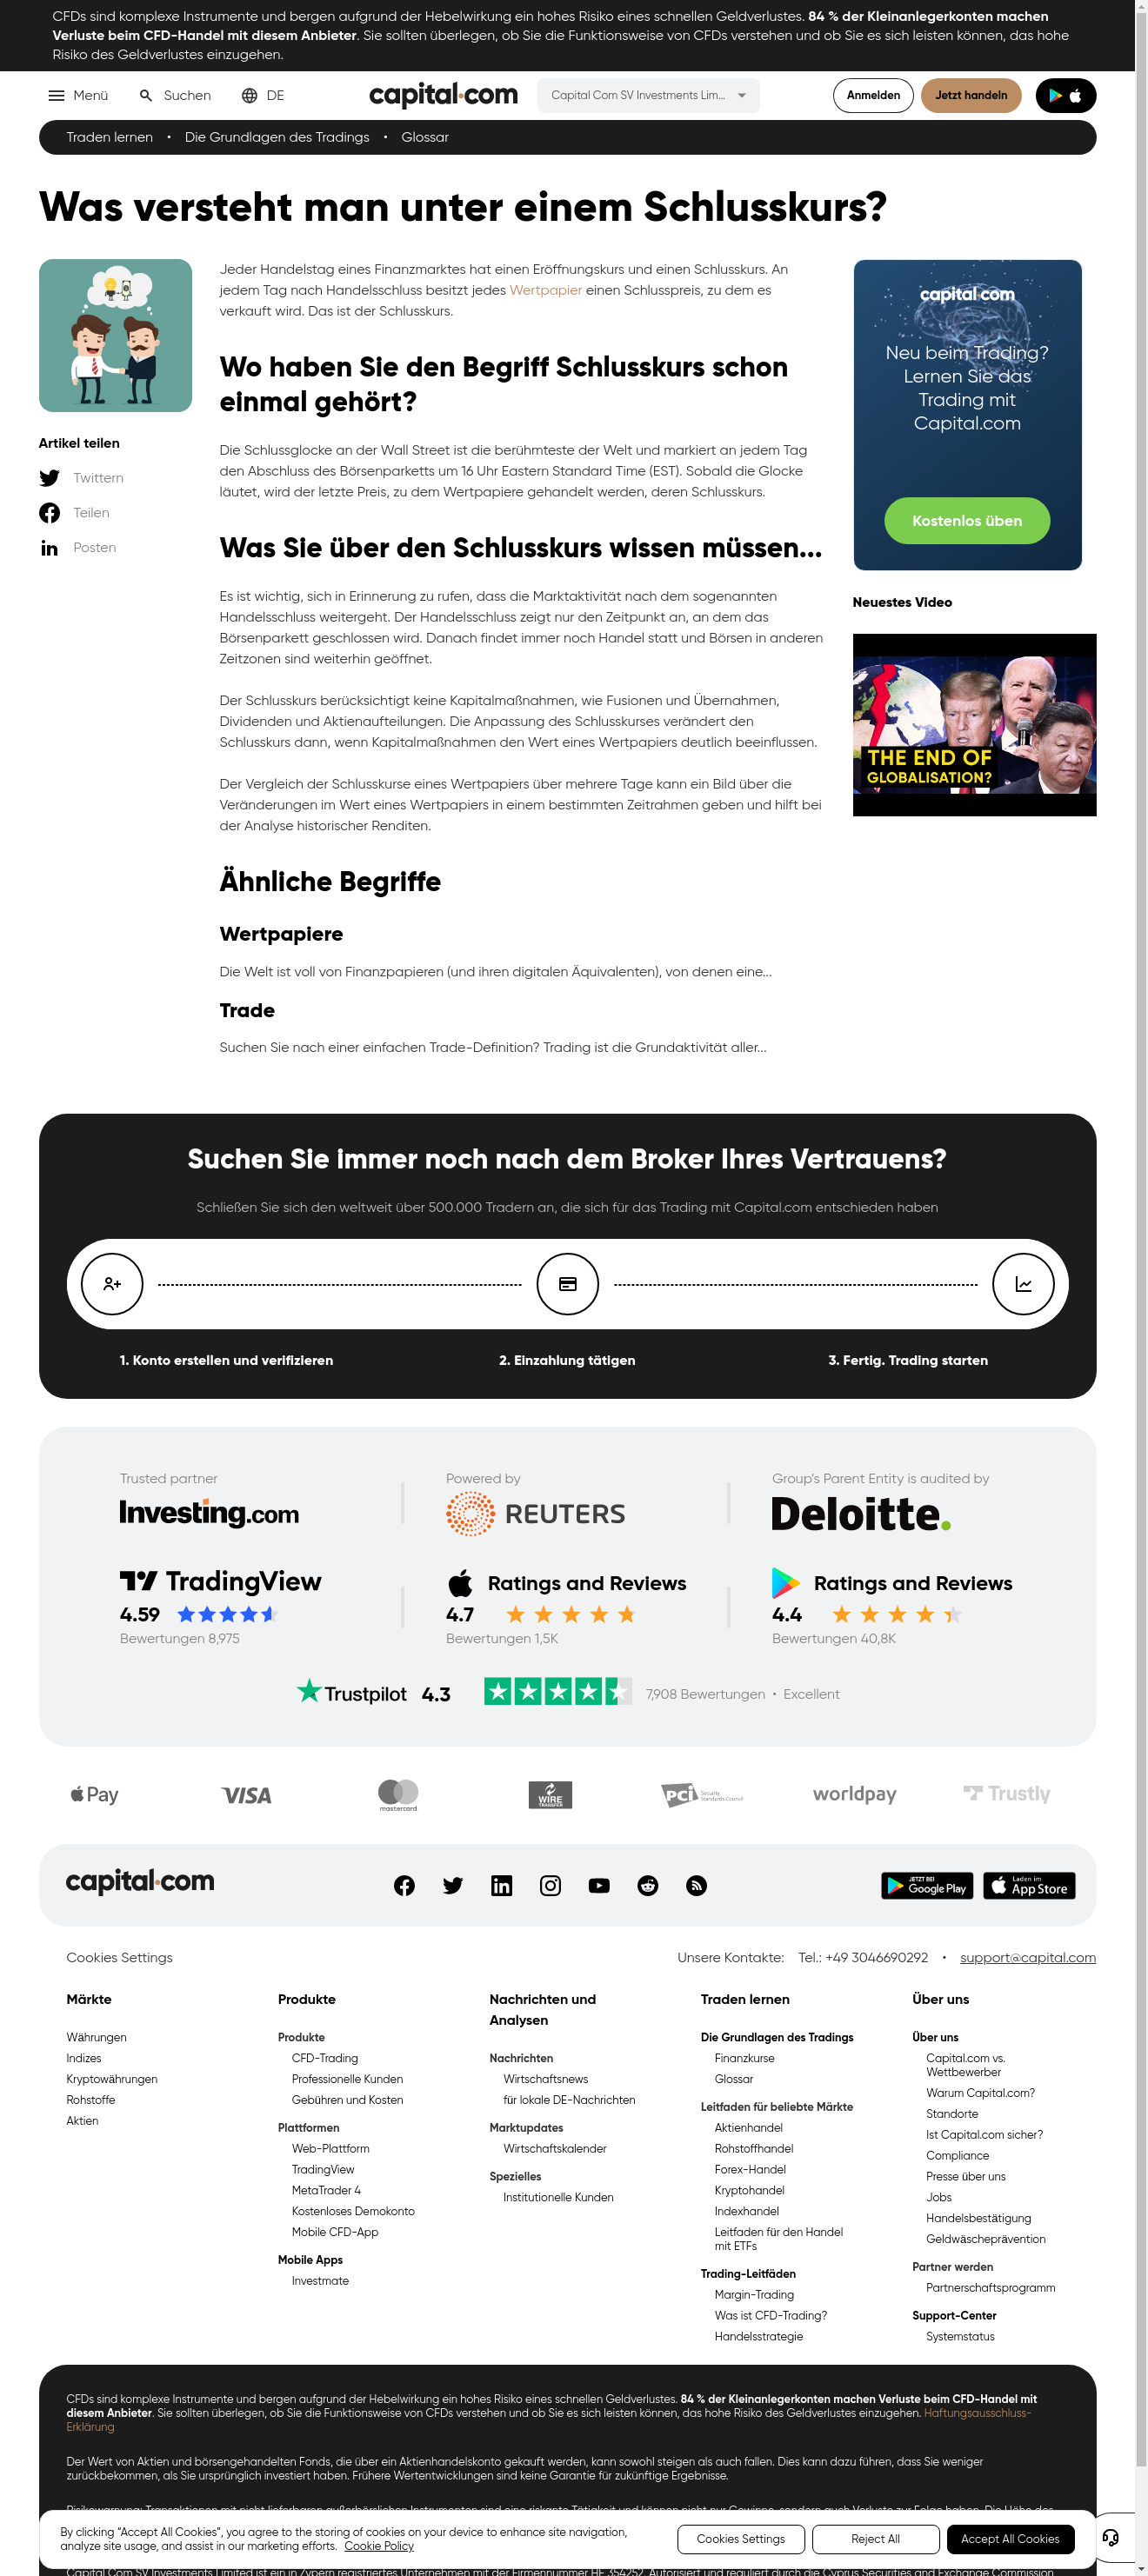 CFDs sind komplexe Instrumente und bergen aufgrund der Hebelwirkung ein hohes Risiko eines schnellen Geldverlustes. 84 % der Kleinanlegerkonten machen
Verluste beim CFD-Handel mit diesem Anbieter. Sie sollten überlegen, ob Sie die Funktionsweise von CFDs verstehen und ob Sie es sich leisten können, das hohe
Risiko des Geldverlustes einzugehen.
Menü Suchen DE capital.com Capital Com SV Investments Lim... Anmelden Jetzt handeln
Traden lernen • Die Grundlagen des Tradings • Glossar
Was versteht man unter einem Schlusskurs?
Jeder Handelstag eines Finanzmarktes hat einen Eröffnungskurs und einen Schlusskurs. An
jedem Tag nach Handelsschluss besitzt jedes Wertpapier einen Schlusspreis, zu dem es
verkauft wird. Das ist der Schlusskurs.
Artikel teilen
Twittern
Teilen
Posten
Wo haben Sie den Begriff Schlusskurs schon
einmal gehört?
Die Schlussglocke an der Wall Street ist die berühmteste der Welt und markiert an jedem Tag
den Abschluss des Börsenparketts um 16 Uhr Eastern Standard Time (EST). Sobald die Glocke
läutet, wird der letzte Preis, zu dem Wertpapiere gehandelt werden, deren Schlusskurs.
Was Sie über den Schlusskurs wissen müssen...
Es ist wichtig, sich in Erinnerung zu rufen, dass die Marktaktivität nach dem sogenannten
Handelsschluss weitergeht. Der Handelsschluss zeigt nur den Zeitpunkt an, an dem das
Börsenparkett geschlossen wird. Danach findet immer noch Handel statt und Börsen in anderen
Zeitzonen sind weiterhin geöffnet.
Der Schlusskurs berücksichtigt keine Kapitalmaßnahmen, wie Fusionen und Übernahmen,
Dividenden und Aktienaufteilungen. Die Anpassung des Schlusskurses verändert den
Schlusskurs dann, wenn Kapitalmaßnahmen den Wert eines Wertpapiers deutlich beeinflussen.
Der Vergleich der Schlusskurse eines Wertpapiers über mehrere Tage kann ein Bild über die
Veränderungen im Wert eines Wertpapiers in einem bestimmten Zeitrahmen geben und hilft bei
der Analyse historischer Renditen.
Ähnliche Begriffe
Wertpapiere
Die Welt ist voll von Finanzpapieren (und ihren digitalen Äquivalenten), von denen eine...
Trade
Suchen Sie nach einer einfachen Trade-Definition? Trading ist die Grundaktivität aller...
capital.com
Neu beim Trading?
Lernen Sie das
Trading mit
Capital.com
Kostenlos üben
Neuestes Video
THE END OF
GLOBALISATION?
Suchen Sie immer noch nach dem Broker Ihres Vertrauens?
Schließen Sie sich den weltweit über 500.000 Tradern an, die sich für das Trading mit Capital.com entschieden haben
1. Konto erstellen und verifizieren 2. Einzahlung tätigen 3. Fertig. Trading starten
Trusted partner
Investing.com
Powered by
REUTERS
Group's Parent Entity is audited by
Deloitte.
TradingView
4.59
Bewertungen 8,975
Ratings and Reviews
4.7
Bewertungen 1,5K
Ratings and Reviews
4.4
Bewertungen 40,8K
Trustpilot 4.3 7,908 Bewertungen • Excellent
Pay VISA mastercard WIRE TRANSFER PCI Security Standards Council worldpay Trustly
capital.com JETZT BEI Google Play Laden im App Store
Cookies Settings Unsere Kontakte: Tel.: +49 3046690292 • support@capital.com
Märkte
Währungen
Indizes
Kryptowährungen
Rohstoffe
Aktien
Produkte
Produkte
CFD-Trading
Professionelle Kunden
Gebühren und Kosten
Plattformen
Web-Plattform
TradingView
MetaTrader 4
Kostenloses Demokonto
Mobile CFD-App
Mobile Apps
Investmate
Nachrichten und
Analysen
Nachrichten
Wirtschaftsnews
für lokale DE-Nachrichten
Marktupdates
Wirtschaftskalender
Spezielles
Institutionelle Kunden
Traden lernen
Die Grundlagen des Tradings
Finanzkurse
Glossar
Leitfaden für beliebte Märkte
Aktienhandel
Rohstoffhandel
Forex-Handel
Kryptohandel
Indexhandel
Leitfaden für den Handel
mit ETFs
Trading-Leitfäden
Margin-Trading
Was ist CFD-Trading?
Handelsstrategie
Über uns
Über uns
Capital.com vs.
Wettbewerber
Warum Capital.com?
Standorte
Ist Capital.com sicher?
Compliance
Presse über uns
Jobs
Handelsbestätigung
Geldwäscheprävention
Partner werden
Partnerschaftsprogramm
Support-Center
Systemstatus
CFDs sind komplexe Instrumente und bergen aufgrund der Hebelwirkung ein hohes Risiko eines schnellen Geldverlustes. 84 % der Kleinanlegerkonten machen Verluste beim CFD-Handel mit
diesem Anbieter. Sie sollten überlegen, ob Sie die Funktionsweise von CFDs verstehen und ob Sie es sich leisten können, das hohe Risiko des Geldverlustes einzugehen. Haftungsausschluss-
Erklärung
Der Wert von Aktien und börsengehandelten Fonds, die über ein Aktienhandelskonto gekauft werden, kann sowohl steigen als auch fallen. Dies kann dazu führen, dass Sie weniger
zurückbekommen, als Sie ursprünglich investiert haben. Frühere Wertentwicklungen sind keine Garantie für zukünftige Ergebnisse.
By clicking “Accept All Cookies”, you agree to the storing of cookies on your device to enhance site navigation,
analyze site usage, and assist in our marketing efforts. Cookie Policy
Cookies Settings Reject All Accept All Cookies
Capital Com SV Investments Limited ist ein in Zypern registriertes Unternehmen mit der Firmennummer HE 354252. Autorisiert und reguliert durch die Cyprus Securities and Exchange Commission